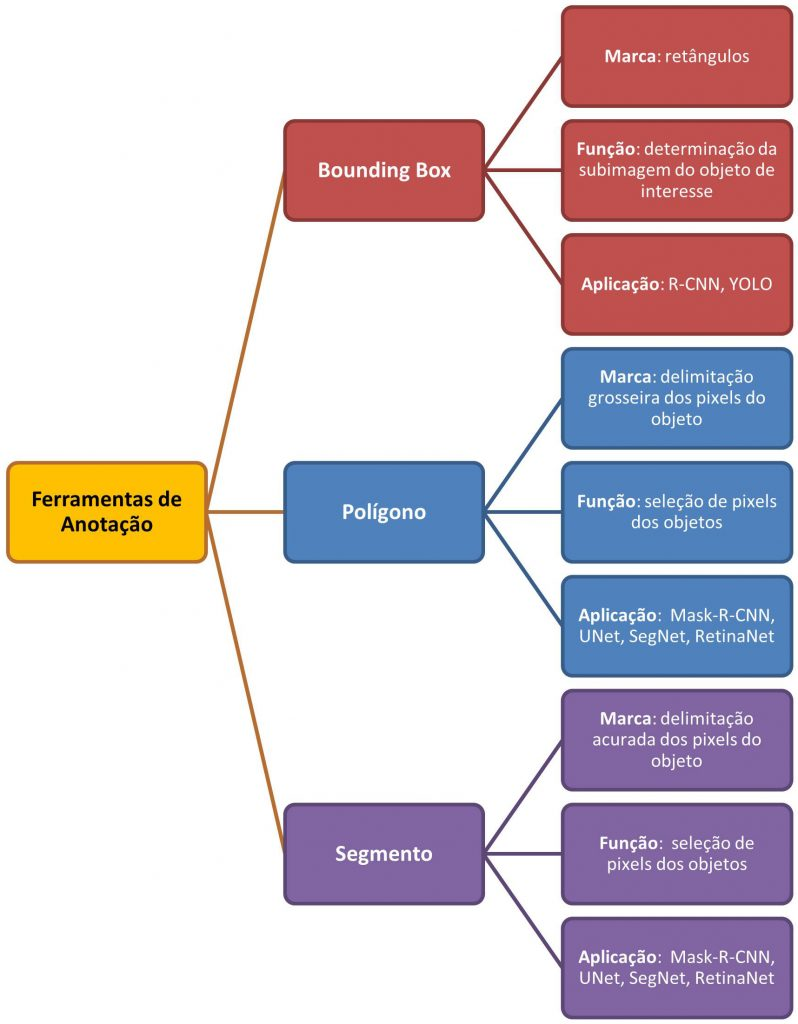 Ferramentas de
Anotação
Bounding Box
Marca: retângulos
Função: determinação da
subimagem do objeto de
interesse
Aplicação: R-CNN, YOLO
Polígono
Marca: delimitação
grosseira dos pixels do
objeto
Função: seleção de pixels
dos objetos
Aplicação:  Mask-R-CNN,
UNet, SegNet, RetinaNet
Segmento
Marca: delimitação
acurada dos pixels do
objeto
Função:  seleção de
pixels dos objetos
Aplicação:  Mask-R-CNN,
UNet, SegNet, RetinaNet